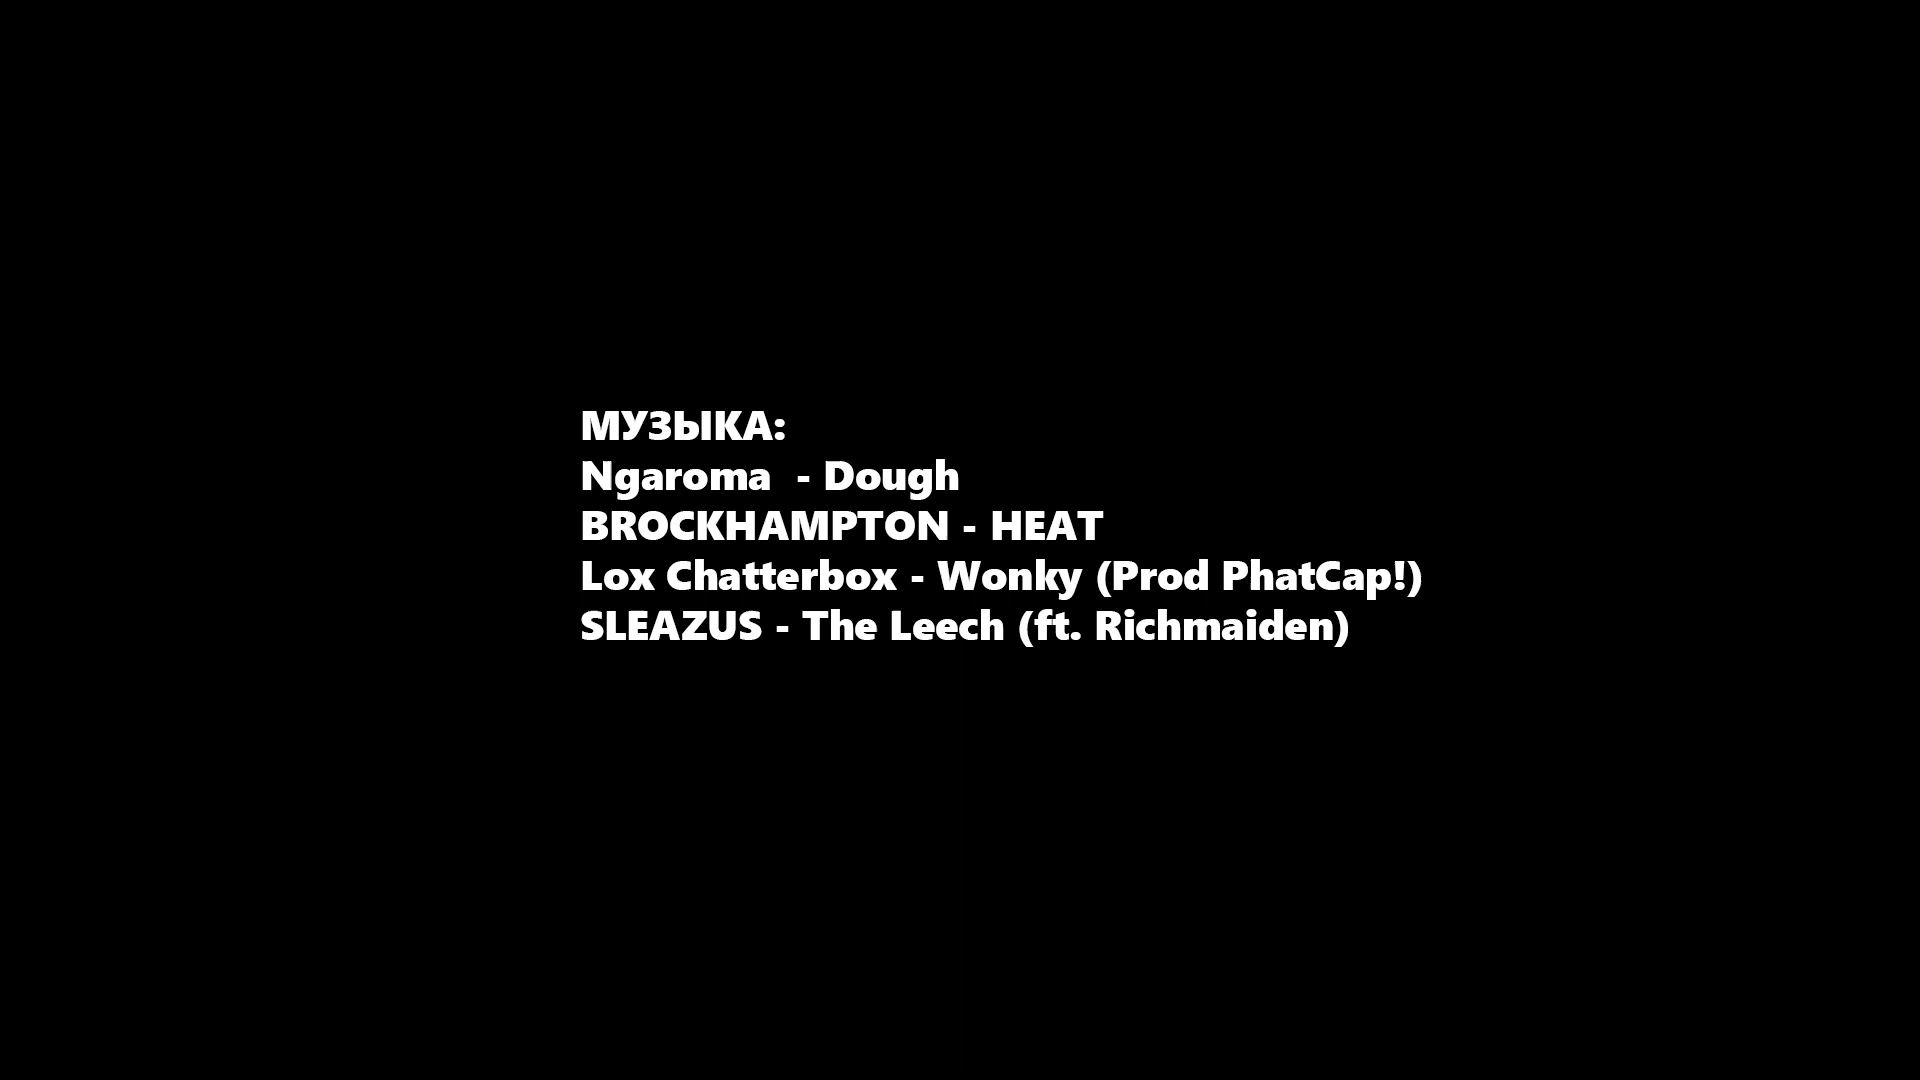 МУЗЫКА:
Ngaroma  - Dough
BROCKHAMPTON - HEAT
Lox Chatterbox - Wonky (Prod PhatCap!)
SLEAZUS - The Leech (ft. Richmaiden)